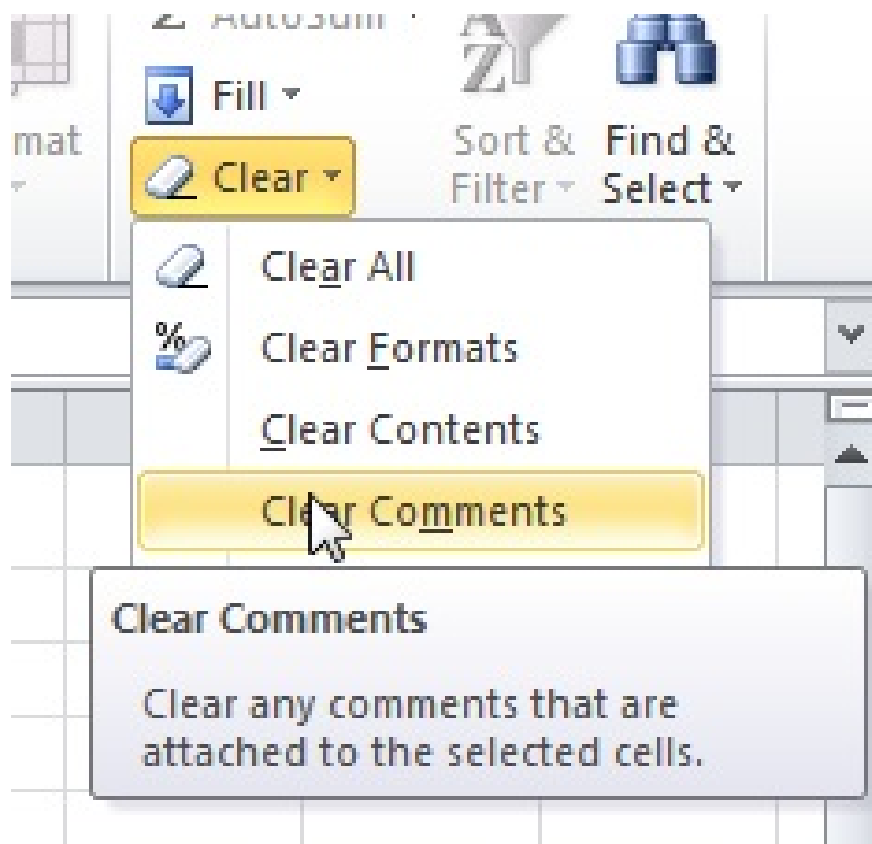 AutoSum
Fill
mat
Clear
Sort &
Filter
Find &
Select
Clear All
%
Clear Formats
Clear Contents
Clear Comments
Clear Comments
Clear any comments that are
attached to the selected cells.